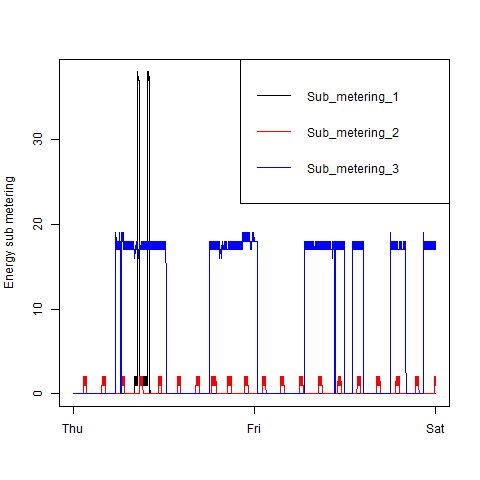 Sub_metering_1
Sub_metering_2
Sub_metering_3
Energy sub metering
30
20
10
0
Thu
Fri
Sat